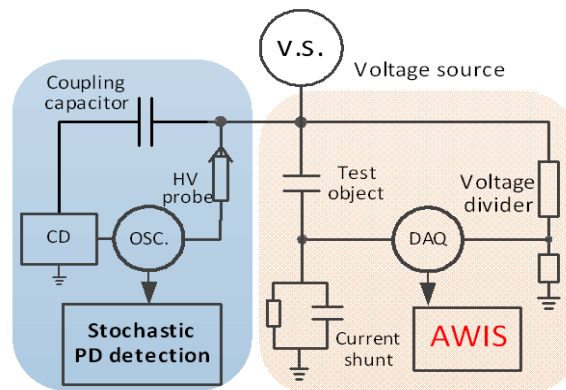 V.S.
Voltage source
Coupling
capacitor
HV
probe
Test
object
Voltage
divider
CD
OSC.
DAQ
Stochastic
PD detection
Current
shunt
AWIS